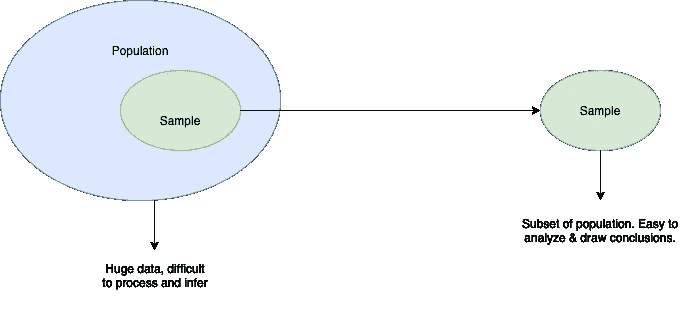 Population
Sample
Sample
Subset of population. Easy to
analyze & draw conclusions.
Huge data, difficult
to process and infer